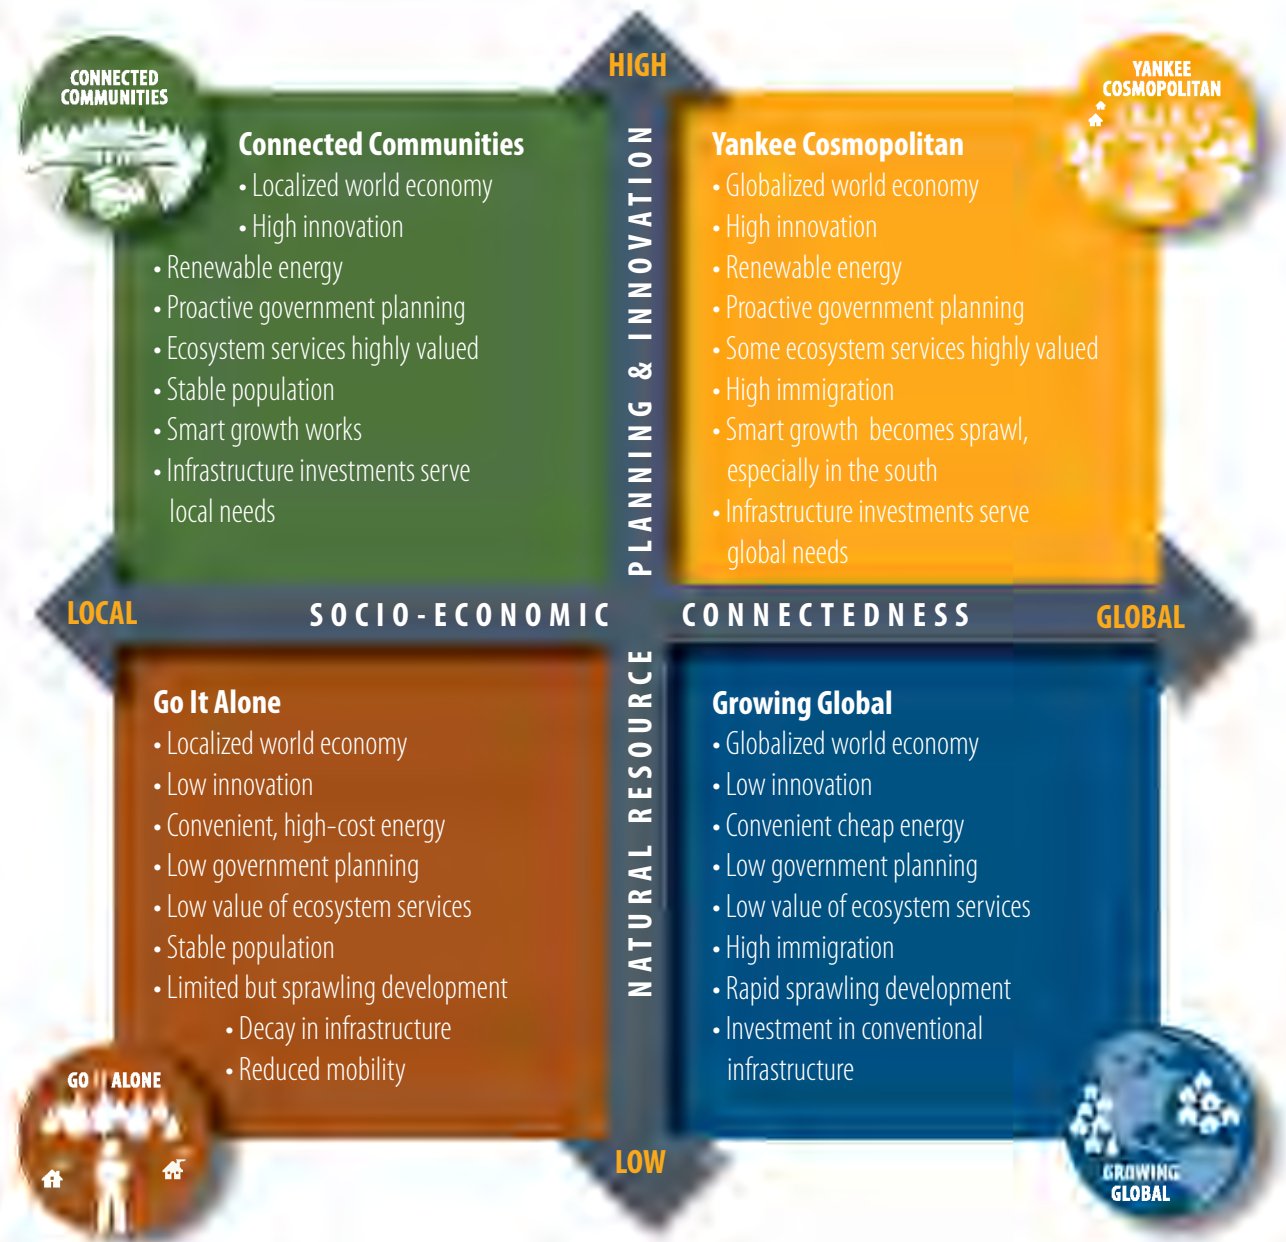 CONNECTED
COMMUNITIES
HIGH
YANKEE
COSMOPOLITAN
Connected Communities
• Localized world economy
• High innovation
• Renewable energy
• Proactive government planning
• Ecosystem services highly valued
• Stable population
• Smart growth works
• Infrastructure investments serve
local needs
Yankee Cosmopolitan
• Globalized world economy
• High innovation
• Renewable energy
• Proactive government planning
• Some ecosystem services highly valued
• High immigration
• Smart growth becomes sprawl,
especially in the south
• Infrastructure investments serve
global needs
NATURAL RESOURCE PLANNING & INNOVATION
LOCAL
SOCIO-ECONOMIC CONNECTEDNESS
GLOBAL
Go It Alone
• Localized world economy
• Low innovation
• Convenient, high-cost energy
• Low government planning
• Low value of ecosystem services
• Stable population
• Limited but sprawling development
• Decay in infrastructure
• Reduced mobility
Growing Global
• Globalized world economy
• Low innovation
• Convenient cheap energy
• Low government planning
• Low value of ecosystem services
• High immigration
• Rapid sprawling development
• Investment in conventional
infrastructure
GO IT ALONE
LOW
GROWING
GLOBAL